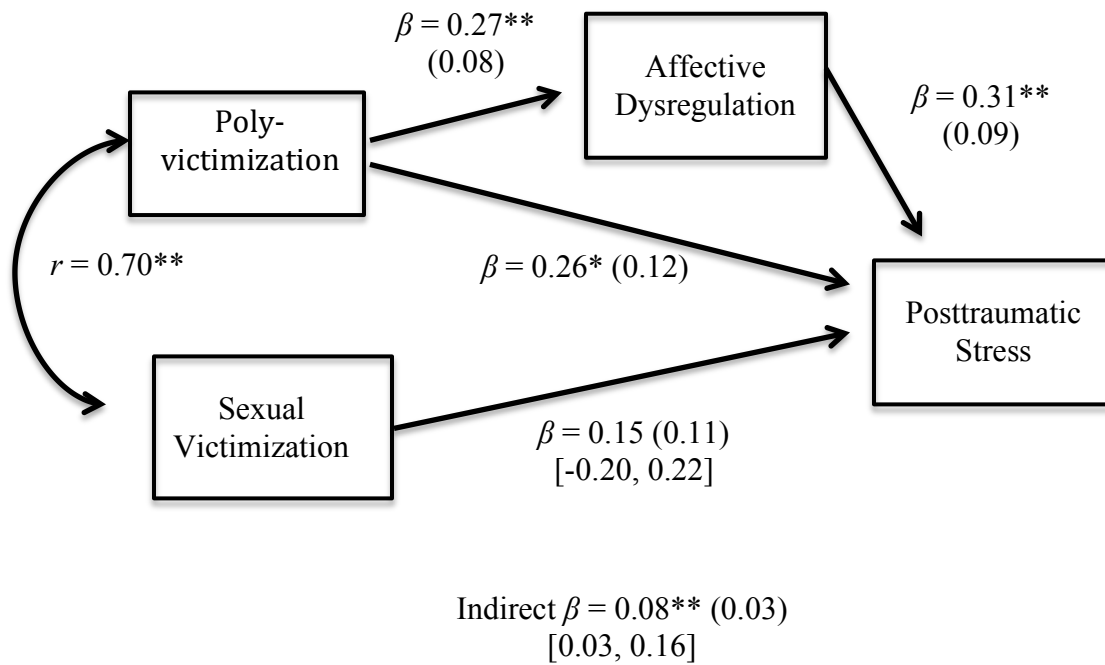 β = 0.27**
(0.08)
Affective
Dysregulation
β = 0.31**
(0.09)
Poly-
victimization
r = 0.70**
β = 0.26* (0.12)
Posttraumatic
Stress
Sexual
Victimization
β = 0.15 (0.11)
[-0.20, 0.22]
Indirect β = 0.08** (0.03)
[0.03, 0.16]